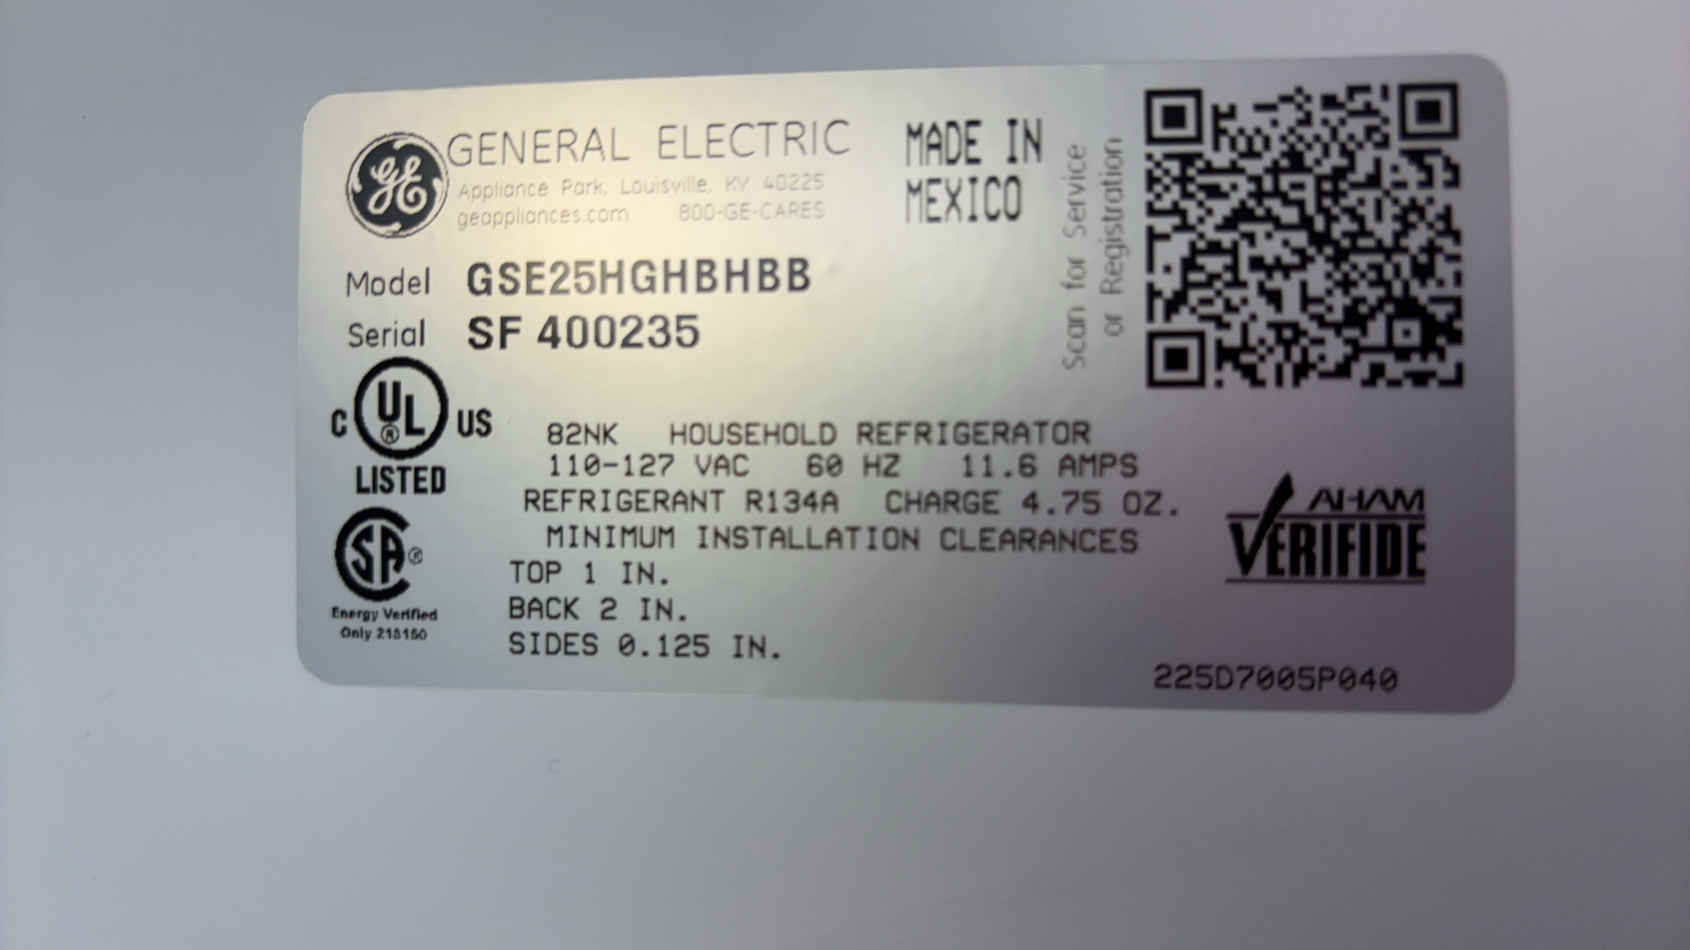 GE GENERAL ELECTRIC
Appliance Park, Louisville, KY 40225
geappliances.com 800-GE-CARES
MADE IN
MEXICO
Scan for Service
or Registration
Model GSE25HGHBHBB
Serial SF 400235
C UL® US
LISTED
SA®
Energy Verified
Only 218150
82NK HOUSEHOLD REFRIGERATOR
110-127 VAC 60 HZ 11.6 AMPS
REFRIGERANT R134A CHARGE 4.75 OZ.
MINIMUM INSTALLATION CLEARANCES
TOP 1 IN.
BACK 2 IN.
SIDES 0.125 IN.
AHAM
VERIFIDE
225D7005P040